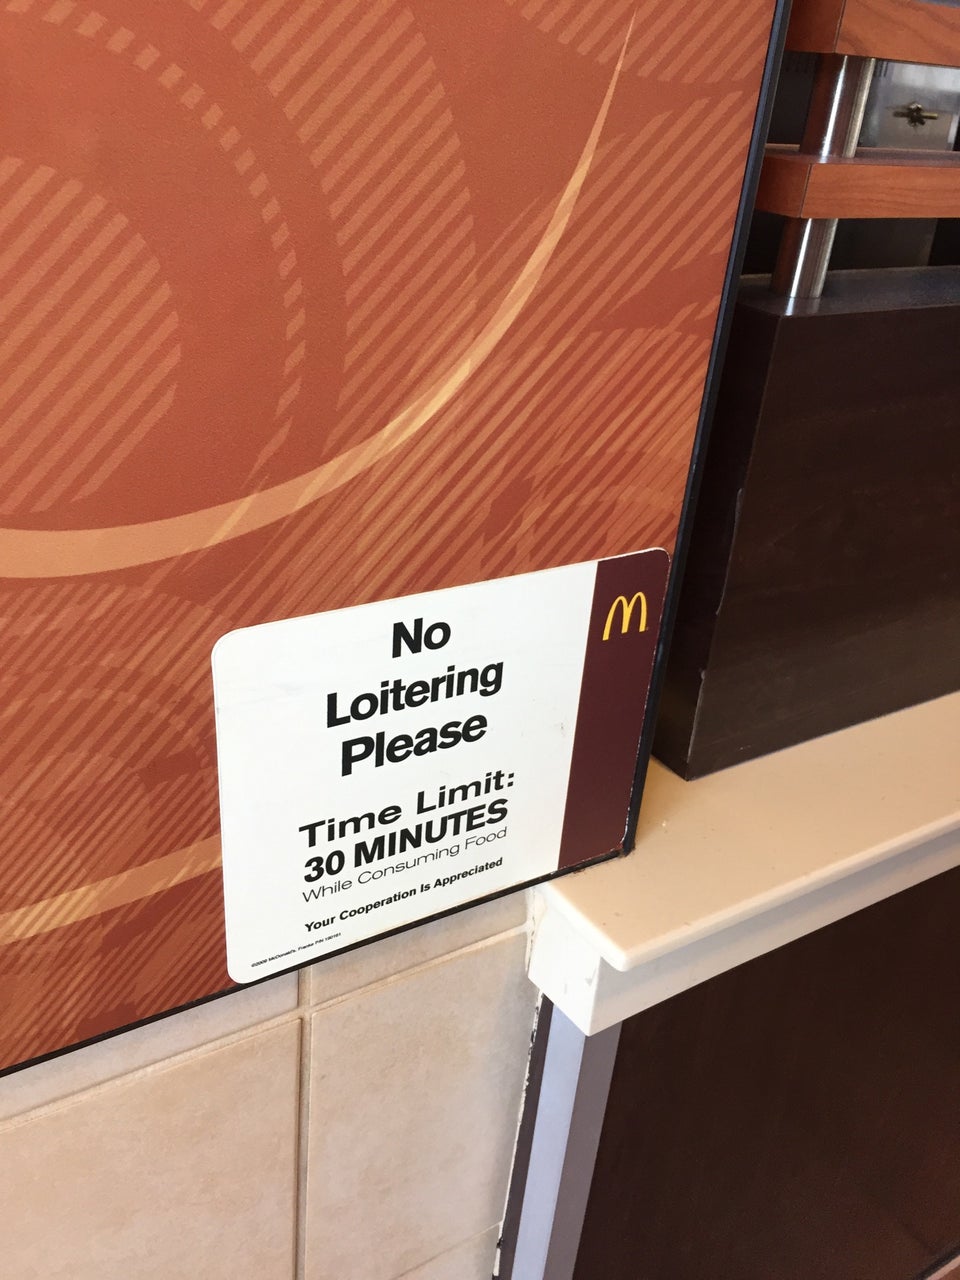 No
Loitering
Please
Time Limit:
30 MINUTES
While Consuming Food
Your Cooperation Is Appreciated